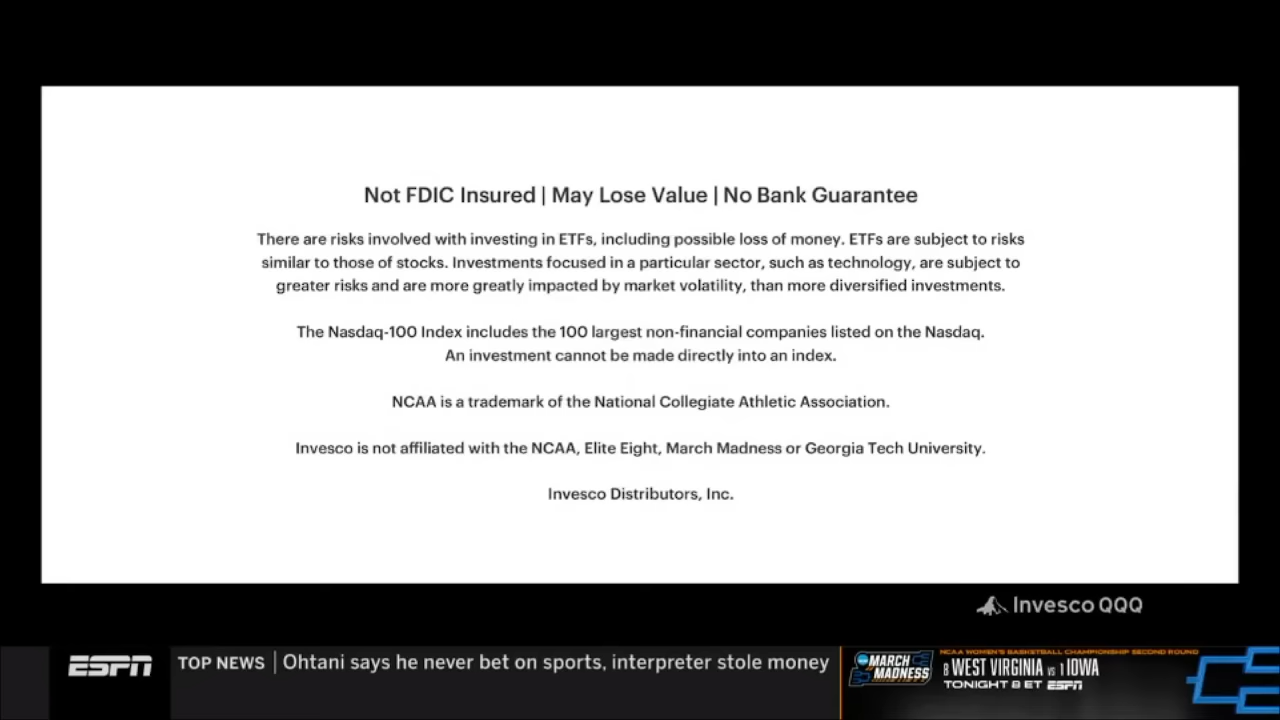 Not FDIC Insured | May Lose Value | No Bank Guarantee
There are risks involved with investing in ETFs, including possible loss of money. ETFs are subject to risks
similar to those of stocks. Investments focused in a particular sector, such as technology, are subject to
greater risks and are more greatly impacted by market volatility, than more diversified investments.
The Nasdaq-100 Index includes the 100 largest non-financial companies listed on the Nasdaq.
An investment cannot be made directly into an index.
NCAA is a trademark of the National Collegiate Athletic Association.
Invesco is not affiliated with the NCAA, Elite Eight, March Madness or Georgia Tech University.
Invesco Distributors, Inc.
Invesco QQQ
ESPN
TOP NEWS | Ohtani says he never bet on sports, interpreter stole money
MARCH
MADNESS
NCAA WOMEN'S BASKETBALL CHAMPIONSHIP SECOND ROUND
8 WEST VIRGINIA VS 1 IOWA
TONIGHT 8 ET ESPN